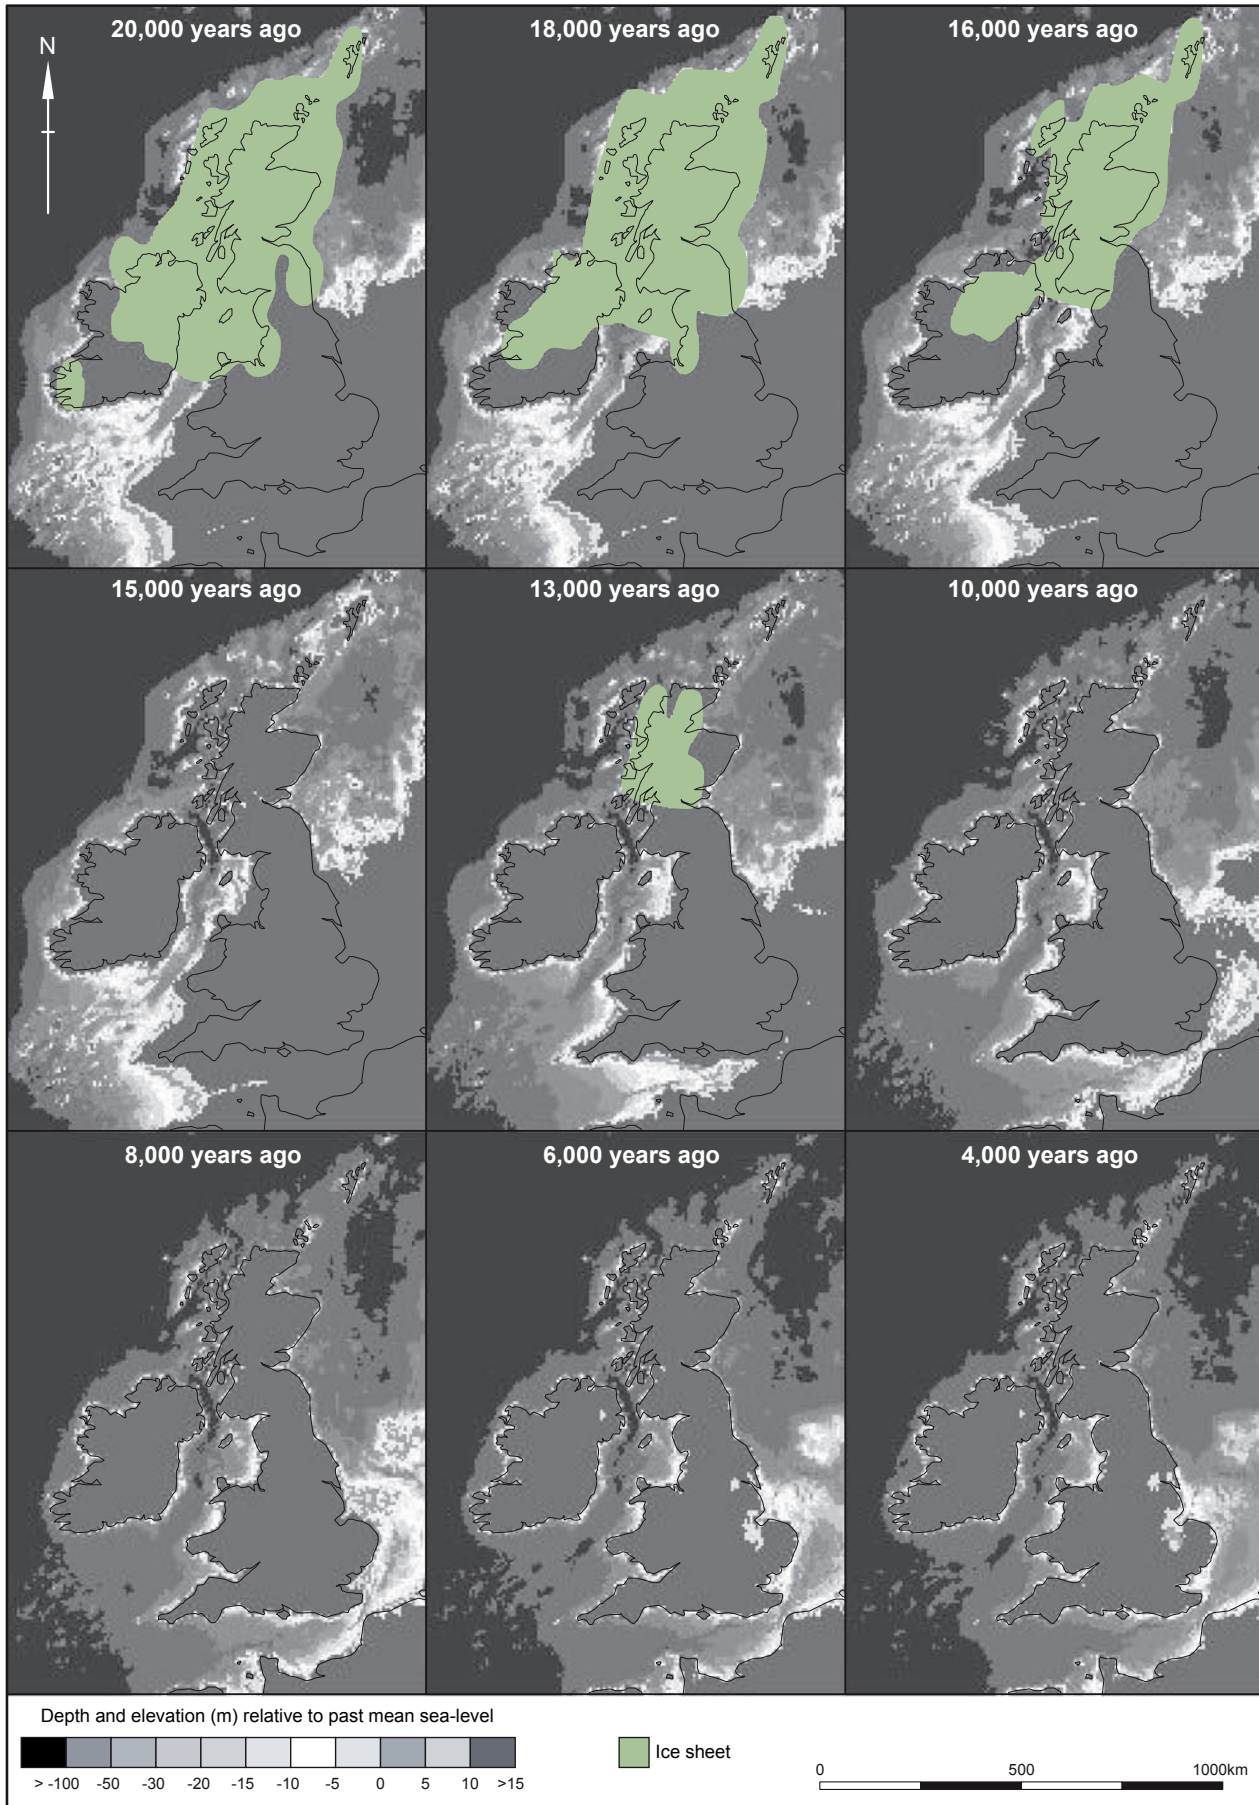 20,000 years ago
18,000 years ago
16,000 years ago
N
15,000 years ago
13,000 years ago
10,000 years ago
8,000 years ago
6,000 years ago
4,000 years ago
Depth and elevation (m) relative to past mean sea-level
> -100 -50 -30 -20 -15 -10 -5 0 5 10 >15
Ice sheet
0 500 1000km